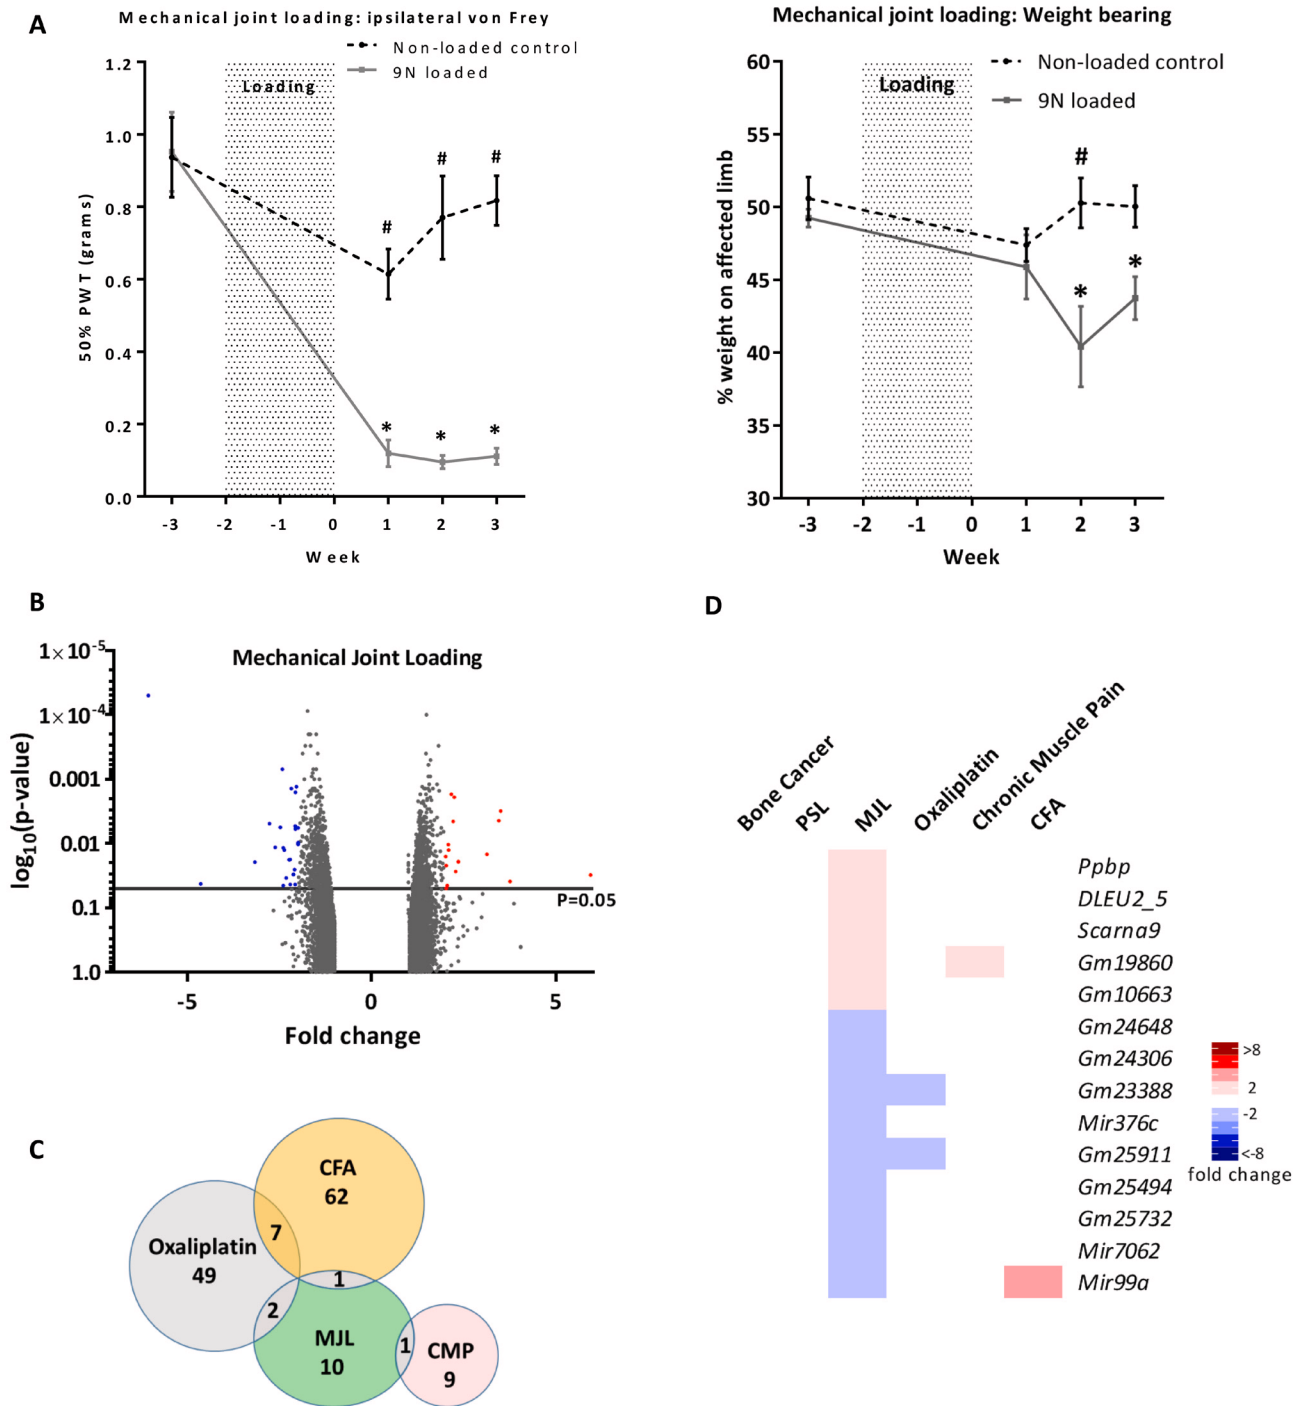 A
Mechanical joint loading: ipsilateral von Frey
Non-loaded control
9N loaded
Loading
50% PWT (grams)
1.2
1.0
0.8
0.6
0.4
0.2
0.0
# # #
* * *
-3 -2 -1 0 1 2 3
Week
Mechanical joint loading: Weight bearing
Non-loaded control
9N loaded
Loading
% weight on affected limb
60
55
50
45
40
35
30
#
* *
-3 -2 -1 0 1 2 3
Week
B
Mechanical Joint Loading
log10(p-value)
1×10-5
1×10-4
0.001
0.01
0.1
1.0
P=0.05
-5 0 5
Fold change
C
CFA
62
Oxaliplatin
49
7
1
2
MJL
10
1
CMP
9
D
Bone Cancer
PSL
MJL
Oxaliplatin
Chronic Muscle Pain
CFA
Ppbp
DLEU2_5
Scarna9
Gm19860
Gm10663
Gm24648
Gm24306
Gm23388
Mir376c
Gm25911
Gm25494
Gm25732
Mir7062
Mir99a
>8
2
-2
<-8
fold change